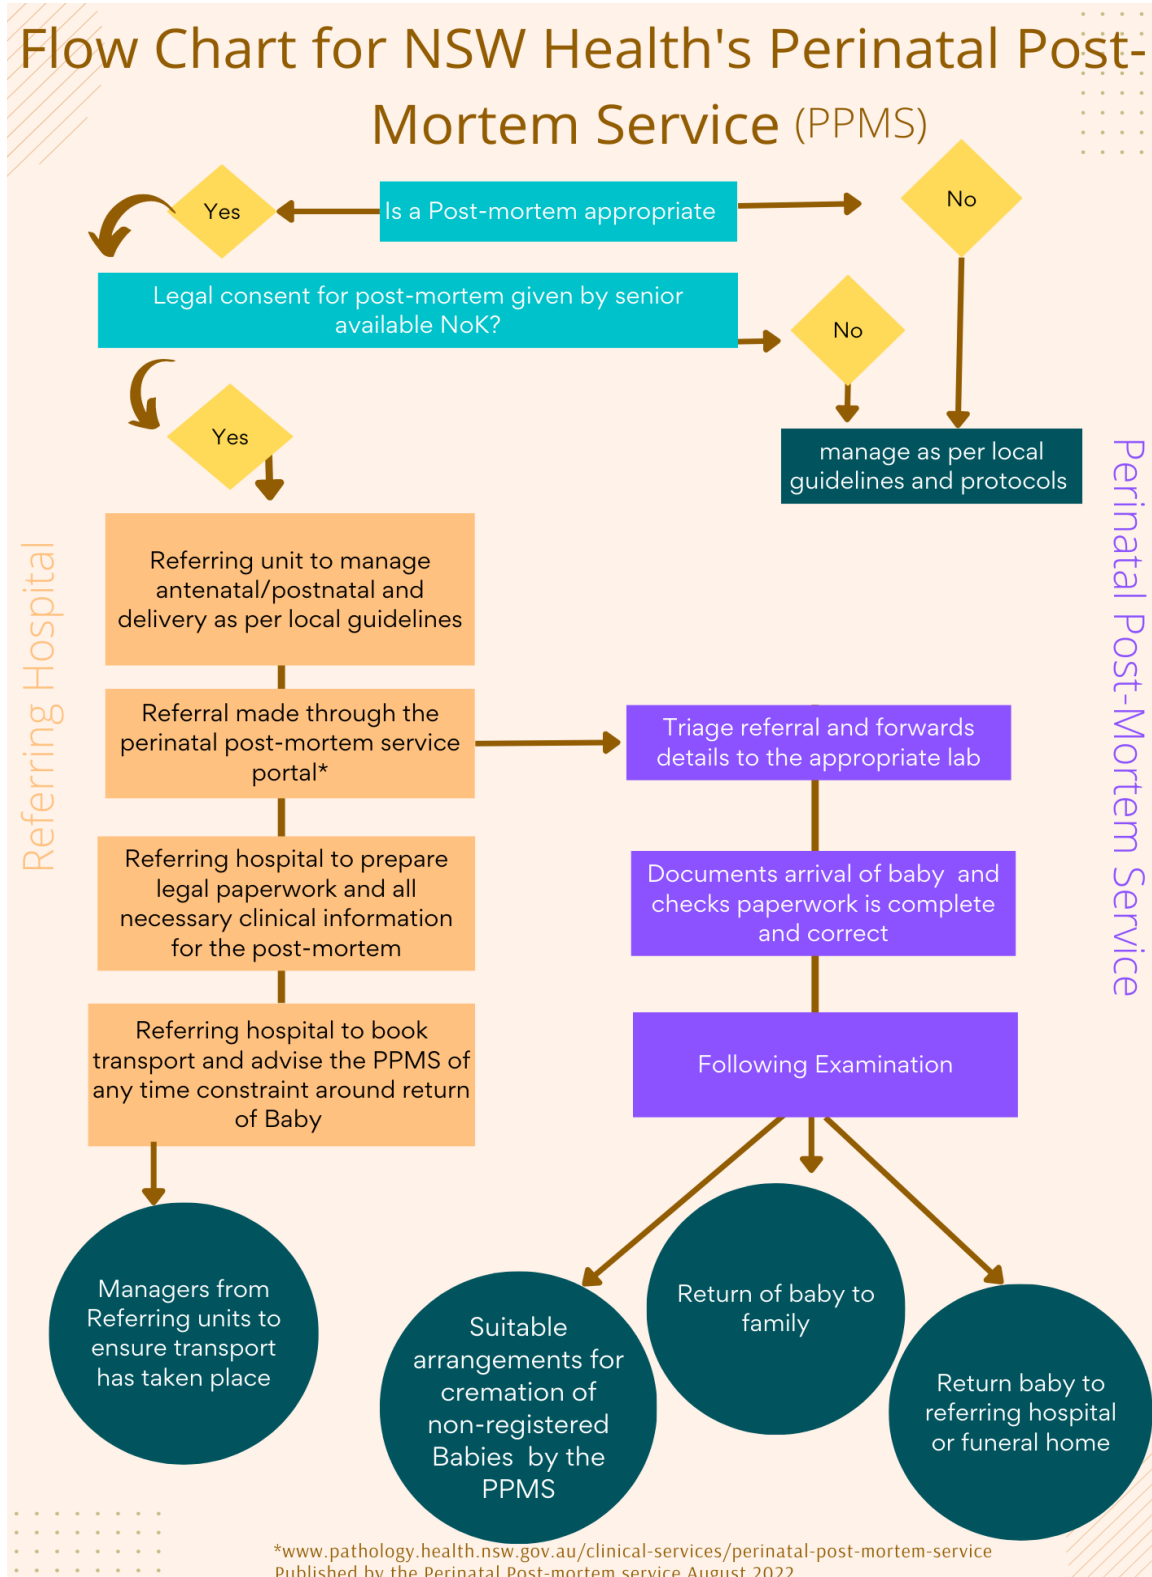 Flow Chart for NSW Health's Perinatal Post-
Mortem Service (PPMS)
Is a Post-mortem appropriate
Yes
No
Legal consent for post-mortem given by senior
available NoK?
No
Yes
manage as per local
guidelines and protocols
Referring Hospital
Referring unit to manage
antenatal/postnatal and
delivery as per local guidelines
Referral made through the
perinatal post-mortem service
portal*
Referring hospital to prepare
legal paperwork and all
necessary clinical information
for the post-mortem
Referring hospital to book
transport and advise the PPMS of
any time constraint around return
of Baby
Managers from
Referring units to
ensure transport
has taken place
Perinatal Post-Mortem Service
Triage referral and forwards
details to the appropriate lab
Documents arrival of baby  and
checks paperwork is complete
and correct
Following Examination
Suitable
arrangements for
cremation of
non-registered
Babies  by the
PPMS
Return of baby to
family
Return baby to
referring hospital
or funeral home
*www.pathology.health.nsw.gov.au/clinical-services/perinatal-post-mortem-service
Published by the Perinatal Post-mortem service August 2022